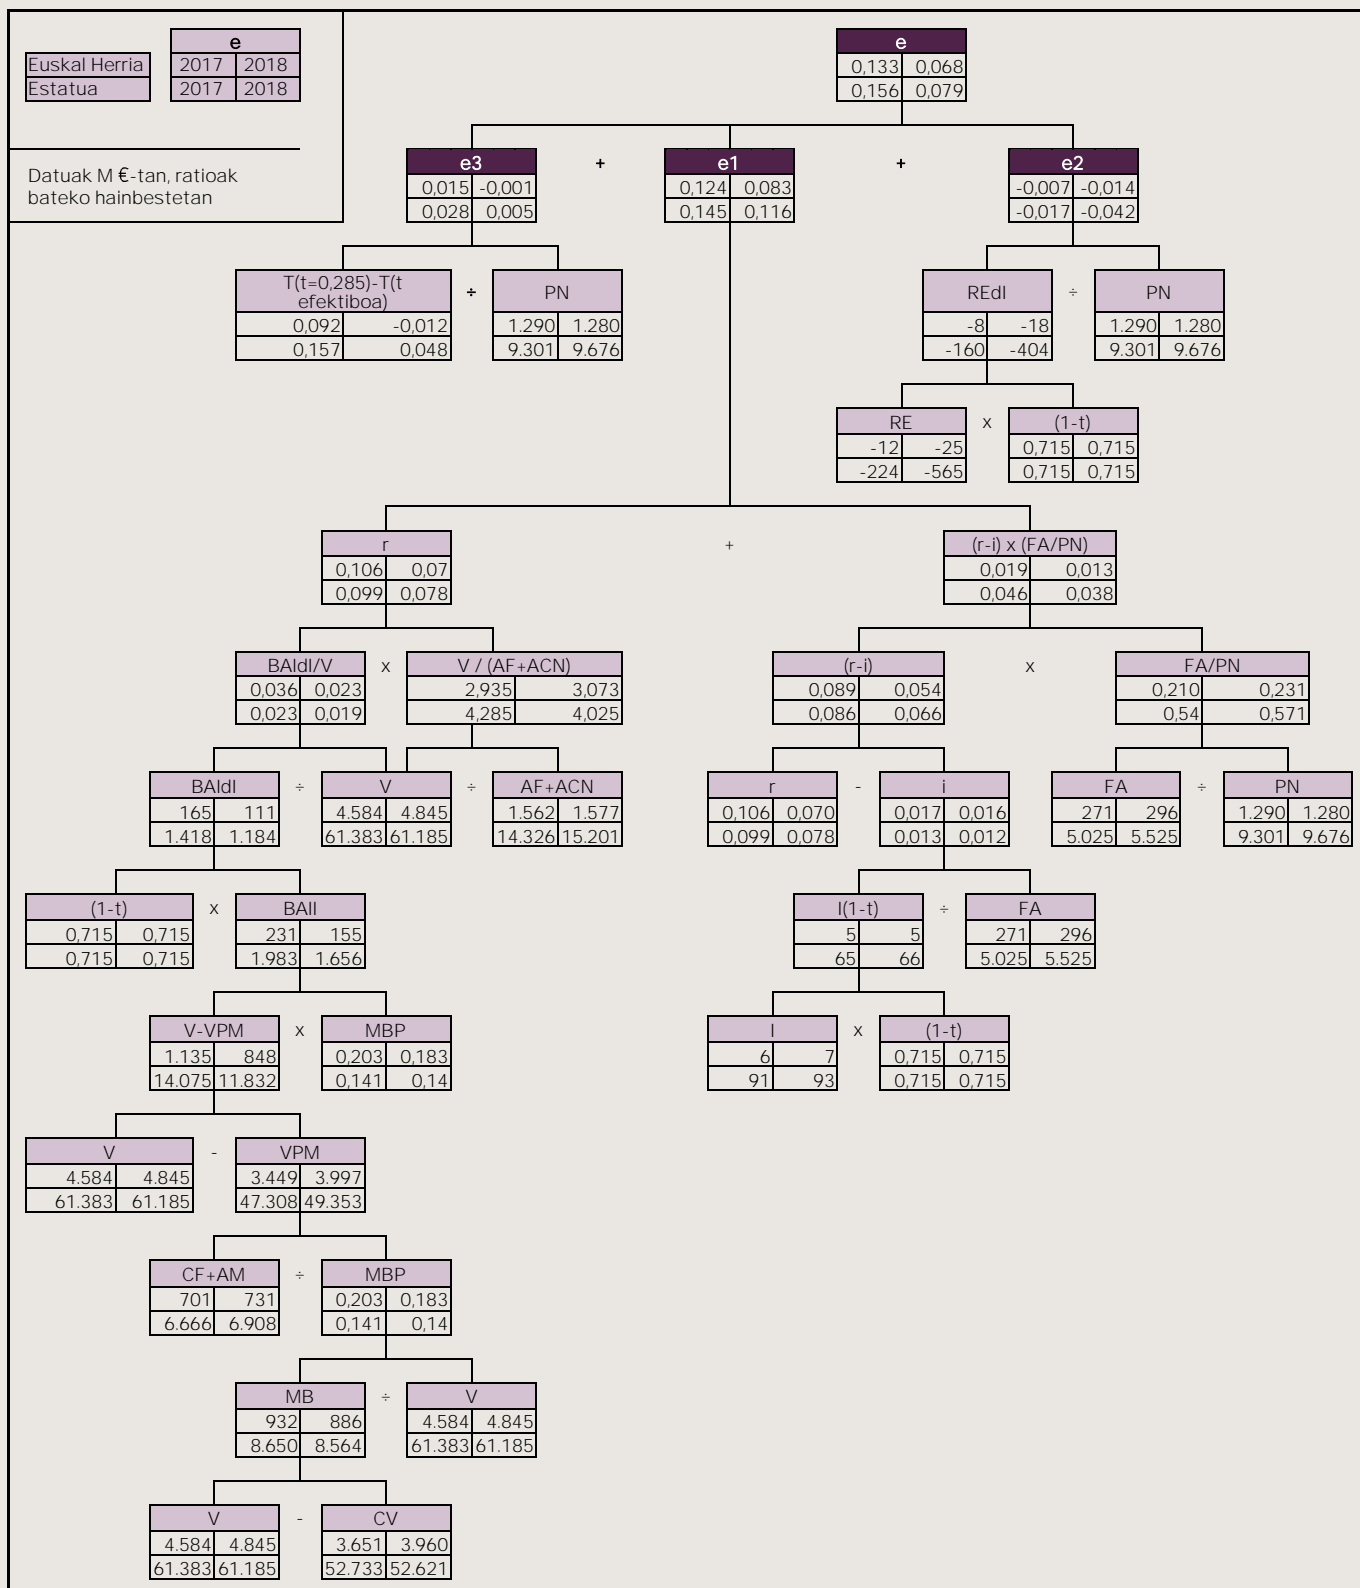 e
Euskal Herria 2017 2018
Estatua 2017 2018
Datuak M €-tan, ratioak
bateko hainbestetan
e
0,133 0,068
0,156 0,079
e3 + e1 + e2
0,015 -0,001 0,124 0,083 -0,007 -0,014
0,028 0,005 0,145 0,116 -0,017 -0,042
T(t=0,285)-T(t
efektiboa) ÷ PN REdI ÷ PN
0,092 -0,012 1.290 1.280 -8 -18 1.290 1.280
0,157 0,048 9.301 9.676 -160 -404 9.301 9.676
RE x (1-t)
-12 -25 0,715 0,715
-224 -565 0,715 0,715
r + (r-i) x (FA/PN)
0,106 0,07 0,019 0,013
0,099 0,078 0,046 0,038
BAIdI/V x V / (AF+ACN) (r-i) x FA/PN
0,036 0,023 2,935 3,073 0,089 0,054 0,210 0,231
0,023 0,019 4,285 4,025 0,086 0,066 0,54 0,571
BAIdI ÷ V ÷ AF+ACN r - i FA ÷ PN
165 111 4.584 4.845 1.562 1.577 0,106 0,070 0,017 0,016 271 296 1.290 1.280
1.418 1.184 61.383 61.185 14.326 15.201 0,099 0,078 0,013 0,012 5.025 5.525 9.301 9.676
(1-t) x BAII I(1-t) ÷ FA
0,715 0,715 231 155 5 5 271 296
0,715 0,715 1.983 1.656 65 66 5.025 5.525
V-VPM x MBP I x (1-t)
1.135 848 0,203 0,183 6 7 0,715 0,715
14.075 11.832 0,141 0,14 91 93 0,715 0,715
V - VPM
4.584 4.845 3.449 3.997
61.383 61.185 47.308 49.353
CF+AM ÷ MBP
701 731 0,203 0,183
6.666 6.908 0,141 0,14
MB ÷ V
932 886 4.584 4.845
8.650 8.564 61.383 61.185
V - CV
4.584 4.845 3.651 3.960
61.383 61.185 52.733 52.621